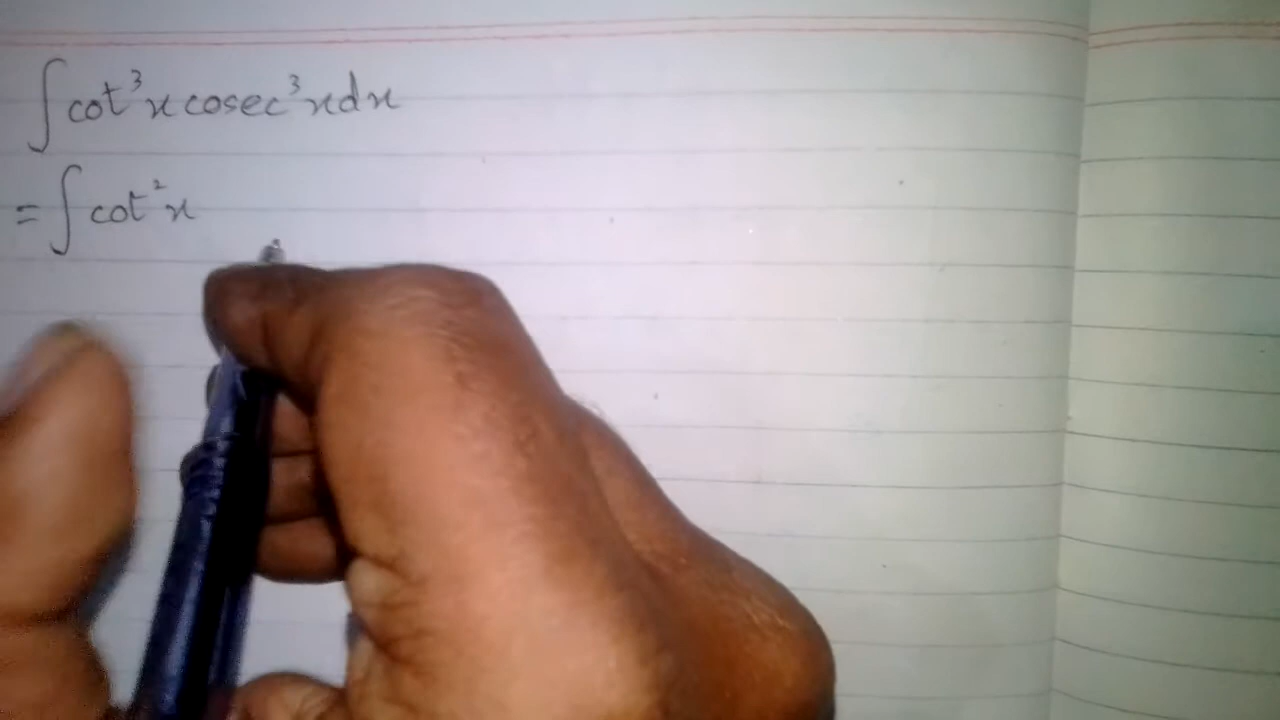 ∫cot³x cosec³x dx
= ∫cot²x